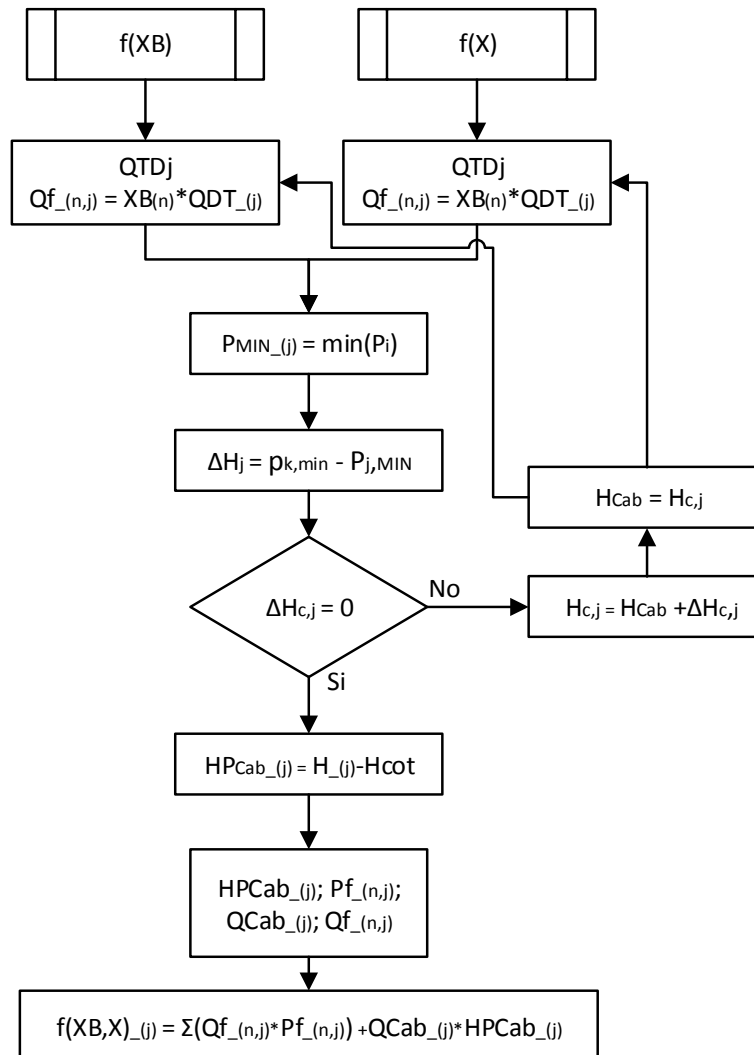 f(XB)
f(X)
QTDj
Qf_(n,j) = XB(n)*QDT_(j)
QTDj
Qf_(n,j) = XB(n)*QDT_(j)
PMIN_(j) = min(Pi)
ΔHj = pk,min - Pj,MIN
HCab = Hc,j
ΔHc,j = 0
No
Hc,j = HCab +ΔHc,j
Si
HPCab_(j) = H_(j)-Hcot
HPCab_(j); Pf_(n,j);
QCab_(j); Qf_(n,j)
f(XB,X)_(j) = Σ(Qf_(n,j)*Pf_(n,j)) +QCab_(j)*HPCab_(j)